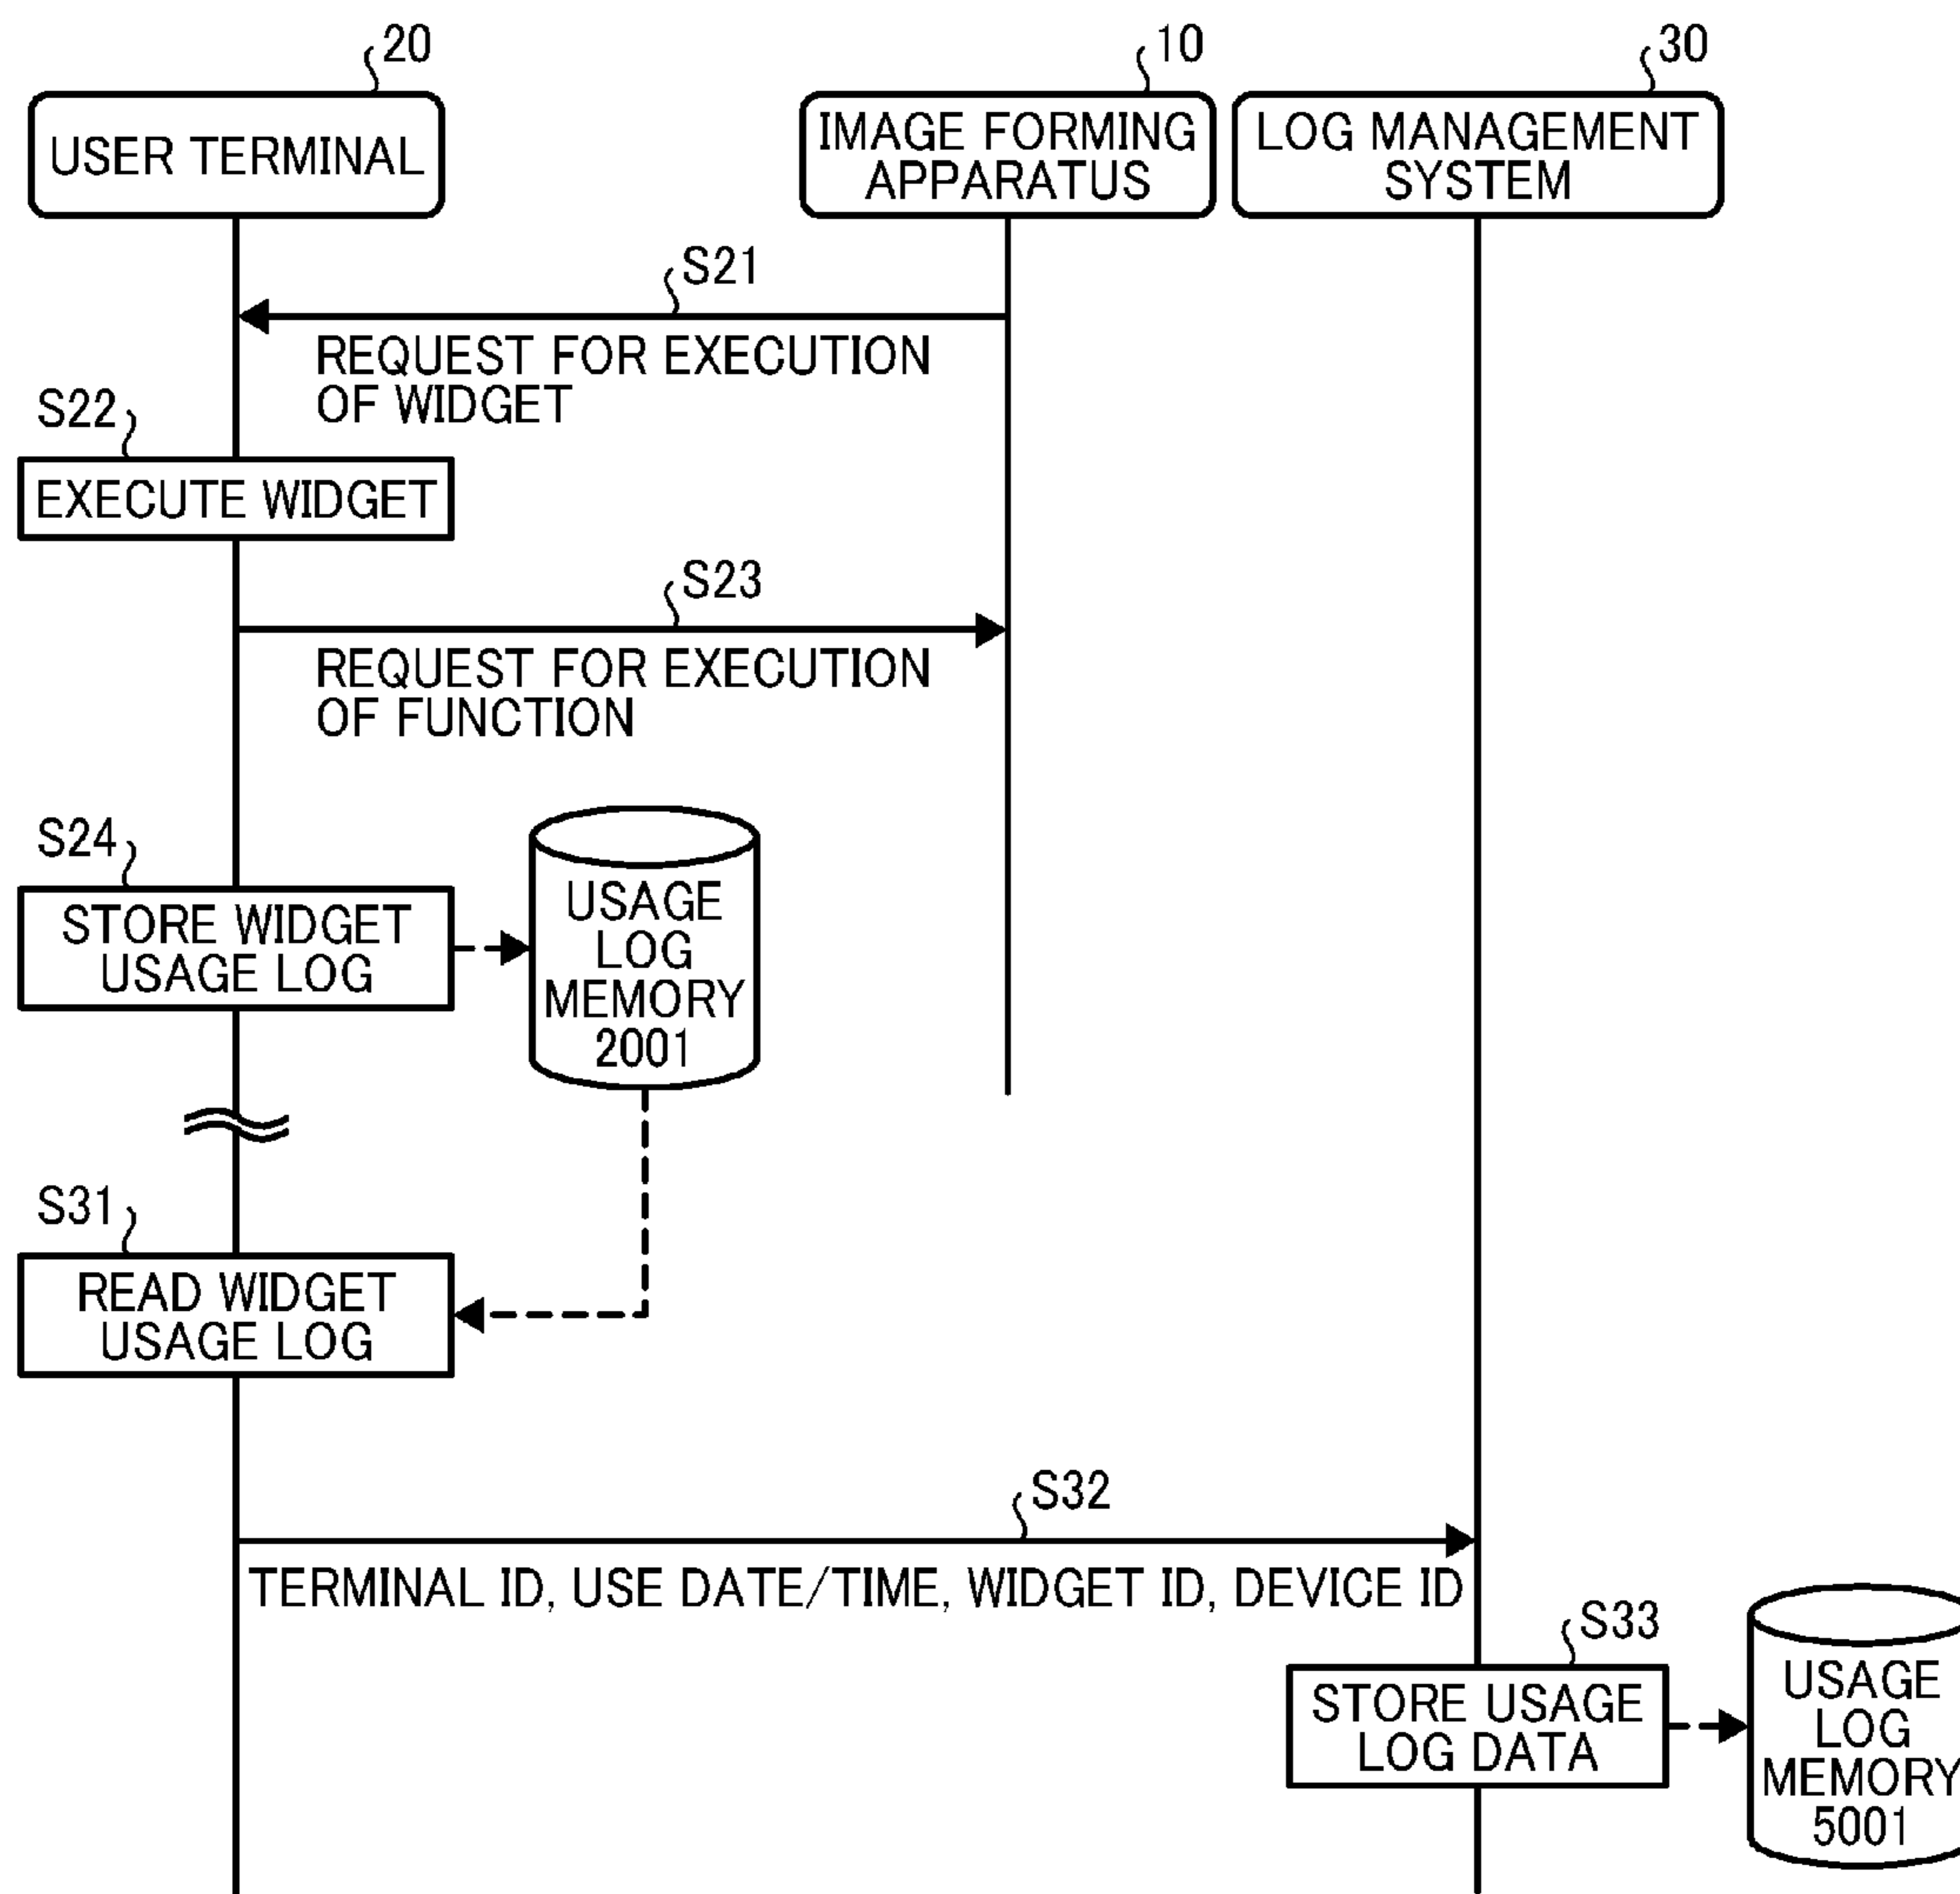 20
10
30
USER TERMINAL
IMAGE FORMING
APPARATUS
LOG MANAGEMENT
SYSTEM
S21
REQUEST FOR EXECUTION
OF WIDGET
S22
EXECUTE WIDGET
S23
REQUEST FOR EXECUTION
OF FUNCTION
S24
STORE WIDGET
USAGE LOG
USAGE
LOG
MEMORY
2001
S31
READ WIDGET
USAGE LOG
S32
TERMINAL ID, USE DATE/TIME, WIDGET ID, DEVICE ID
S33
STORE USAGE
LOG DATA
USAGE
LOG
MEMORY
5001